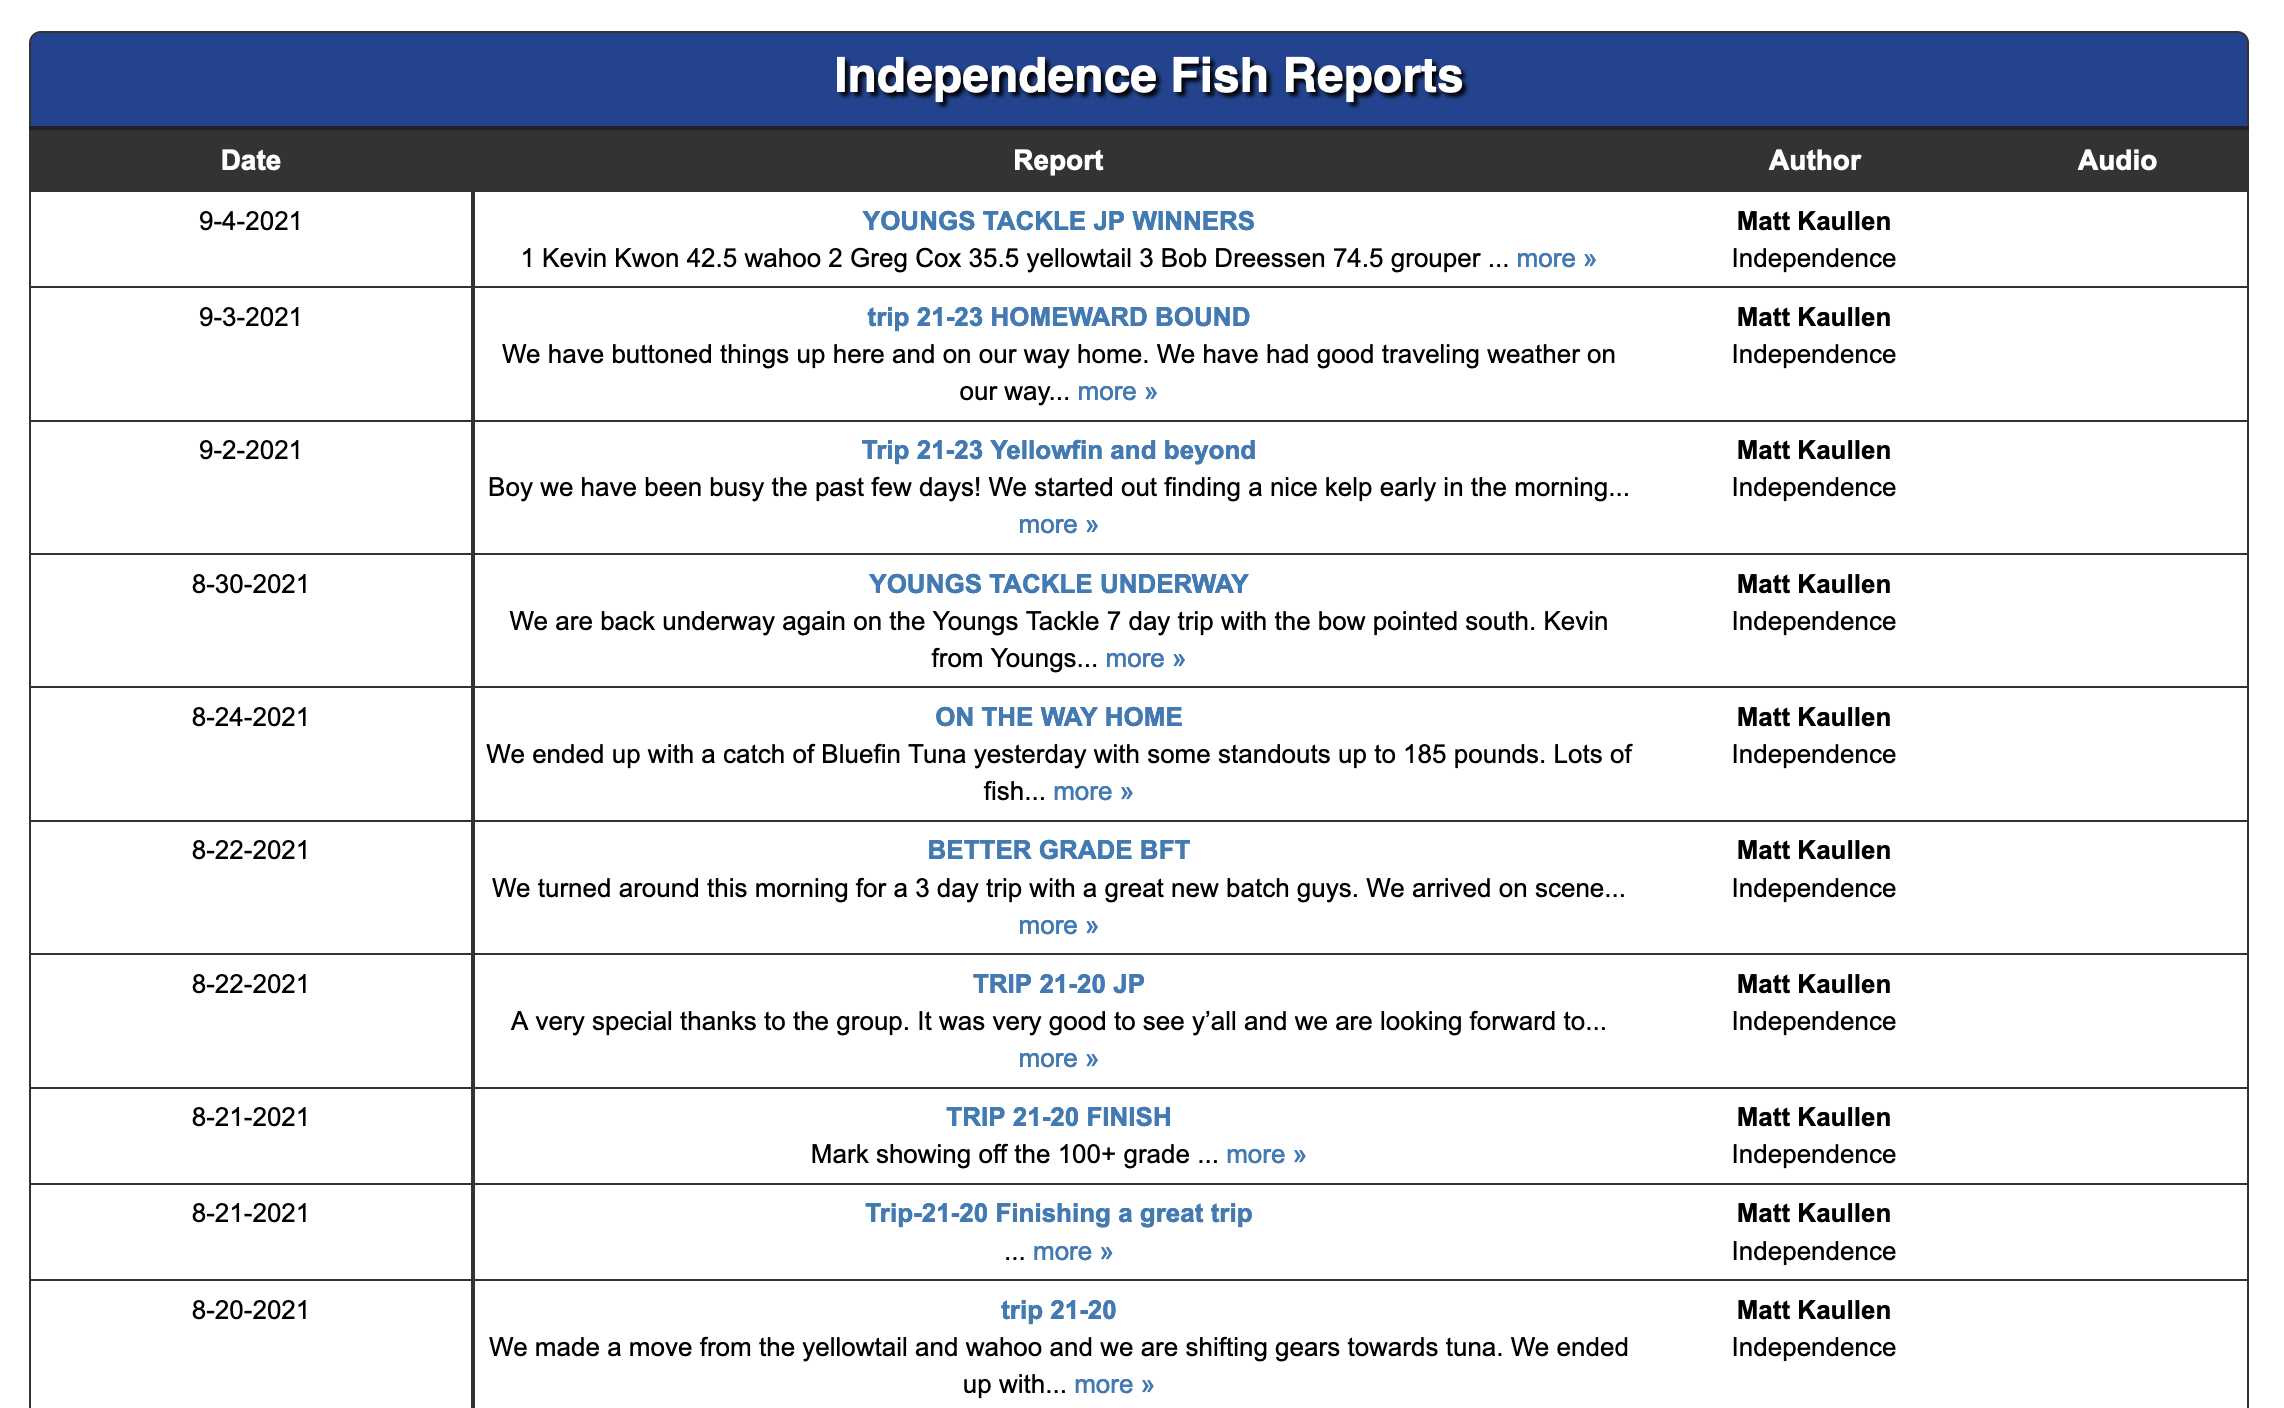 Independence Fish Reports
Date Report Author Audio
9-4-2021 YOUNGS TACKLE JP WINNERS Matt Kaullen
1 Kevin Kwon 42.5 wahoo 2 Greg Cox 35.5 yellowtail 3 Bob Dreessen 74.5 grouper ... more » Independence
9-3-2021 trip 21-23 HOMEWARD BOUND Matt Kaullen
We have buttoned things up here and on our way home. We have had good traveling weather on Independence
our way... more »
9-2-2021 Trip 21-23 Yellowfin and beyond Matt Kaullen
Boy we have been busy the past few days! We started out finding a nice kelp early in the morning... Independence
more »
8-30-2021 YOUNGS TACKLE UNDERWAY Matt Kaullen
We are back underway again on the Youngs Tackle 7 day trip with the bow pointed south. Kevin Independence
from Youngs... more »
8-24-2021 ON THE WAY HOME Matt Kaullen
We ended up with a catch of Bluefin Tuna yesterday with some standouts up to 185 pounds. Lots of Independence
fish... more »
8-22-2021 BETTER GRADE BFT Matt Kaullen
We turned around this morning for a 3 day trip with a great new batch guys. We arrived on scene... Independence
more »
8-22-2021 TRIP 21-20 JP Matt Kaullen
A very special thanks to the group. It was very good to see y’all and we are looking forward to... Independence
more »
8-21-2021 TRIP 21-20 FINISH Matt Kaullen
Mark showing off the 100+ grade ... more » Independence
8-21-2021 Trip-21-20 Finishing a great trip Matt Kaullen
... more » Independence
8-20-2021 trip 21-20 Matt Kaullen
We made a move from the yellowtail and wahoo and we are shifting gears towards tuna. We ended Independence
up with... more »